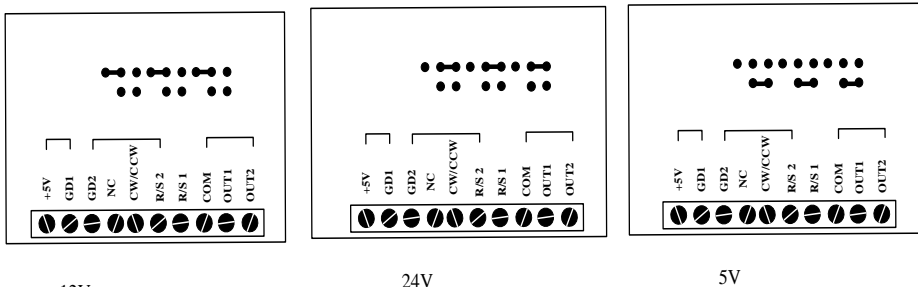 +5V GD1 GD2 NC CW/CCW R/S 2 R/S 1 COM OUT1 OUT2
+5V GD1 GD2 NC CW/CCW R/S 2 R/S 1 COM OUT1 OUT2
+5V GD1 GD2 NC CW/CCW R/S 2 R/S 1 COM OUT1 OUT2
12V
24V
5V